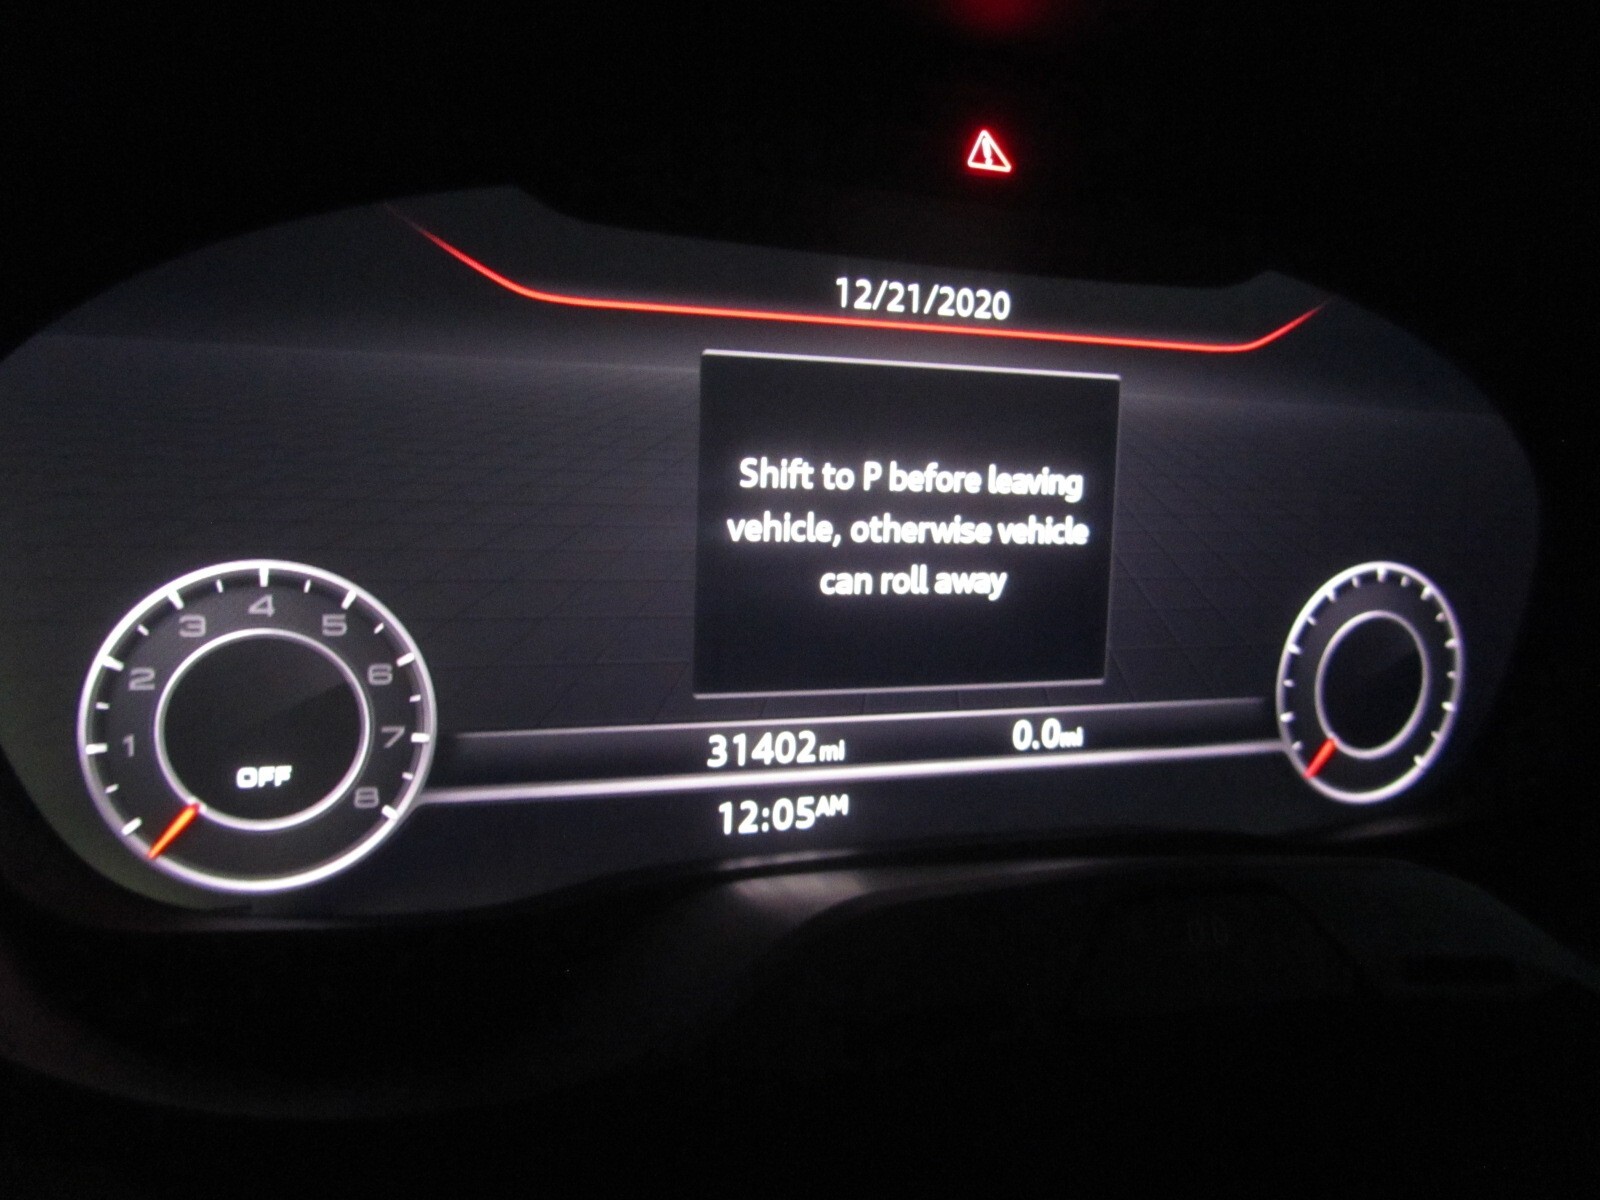 12/21/2020
Shift to P before leaving
vehicle, otherwise vehicle
can roll away
1 2 3 4 5 6 7 8
OFF
31402mi 0.0mi
12:05AM